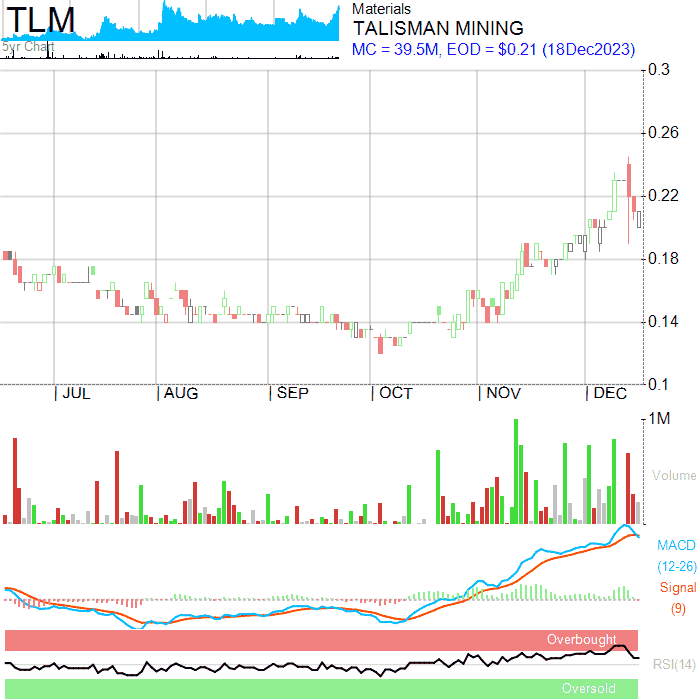 TLM
5yr Chart
Materials
TALISMAN MINING
MC = 39.5M, EOD = $0.21 (18Dec2023)
0.3
0.26
0.22
0.18
0.14
0.1
JUL AUG SEP OCT NOV DEC
1M
Volume
MACD
(12-26)
Signal
(9)
Overbought
RSI(14)
Oversold